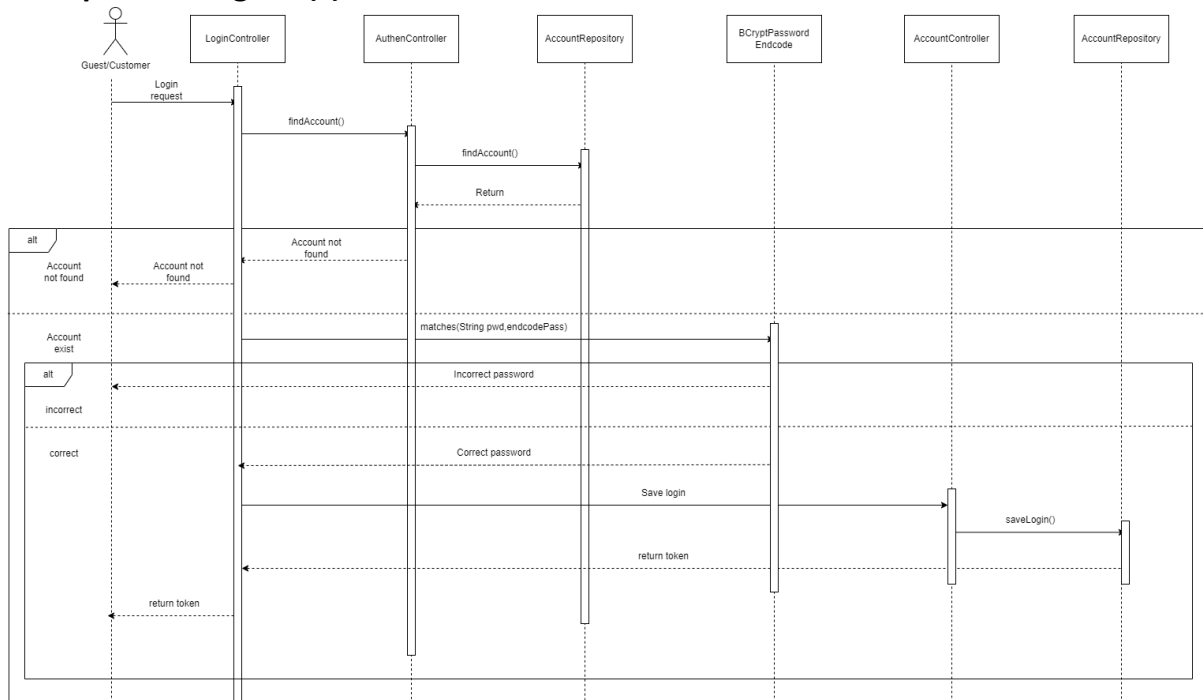 LoginController
AuthenController
AccountRepository
BCryptPassword
Endcode
AccountController
AccountRepository
Guest/Customer
Login
request
findAccount()
findAccount()
Return
alt
Account not
found
Account
not found
Account not
found
matches(String pwd,endcodePass)
Account
exist
alt
Incorrect password
incorrect
correct
Correct password
Save login
saveLogin()
return token
return token